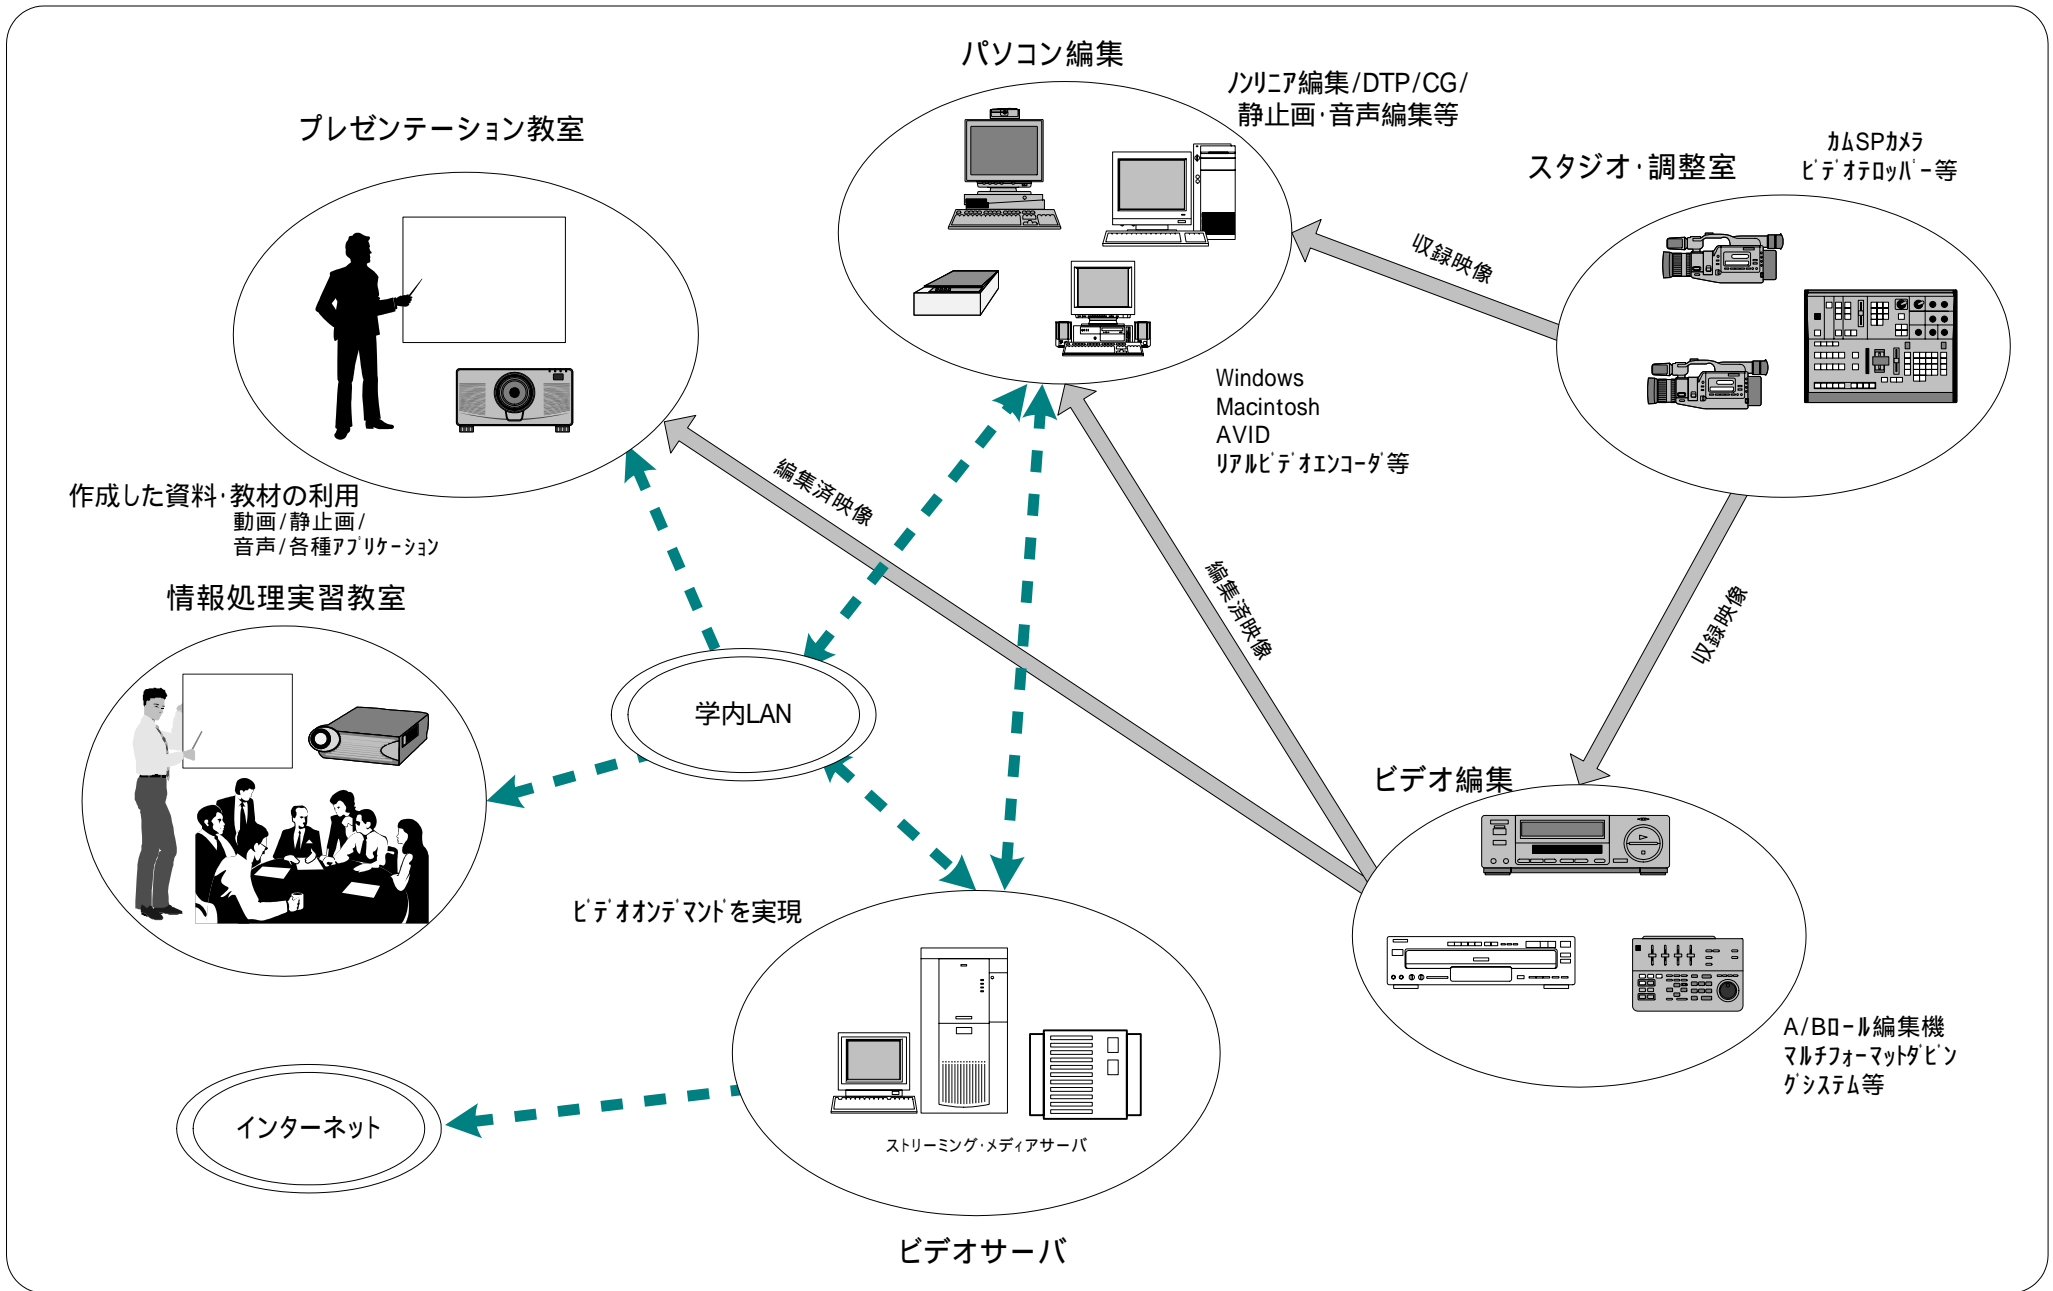 パソコン編集
ﾉﾝﾘﾆｱ編集/DTP/CG/
静止画・音声編集等
プレゼンテーション教室
スタジオ・調整室
ｶﾑSPｶﾒﾗ
ﾋﾞﾃﾞｵﾃﾛｯﾊﾟｰ等
収録映像
Windows
Macintosh
AVID
ﾘｱﾙﾋﾞﾃﾞｵｴﾝｺｰﾀﾞ等
編集済映像
作成した資料・教材の利用
動画/静止画/
音声/各種ｱﾌﾟﾘｹｰｼｮﾝ
編集済映像
収録映像
情報処理実習教室
学内LAN
ビデオ編集
ﾋﾞﾃﾞｵｵﾝﾃﾞﾏﾝﾄﾞを実現
A/Bﾛｰﾙ編集機
ﾏﾙﾁﾌｫｰﾏｯﾄﾀﾞﾋﾞﾝ
ｸﾞｼｽﾃﾑ等
インターネット
ストリーミング・メディアサーバ
ビデオサーバ